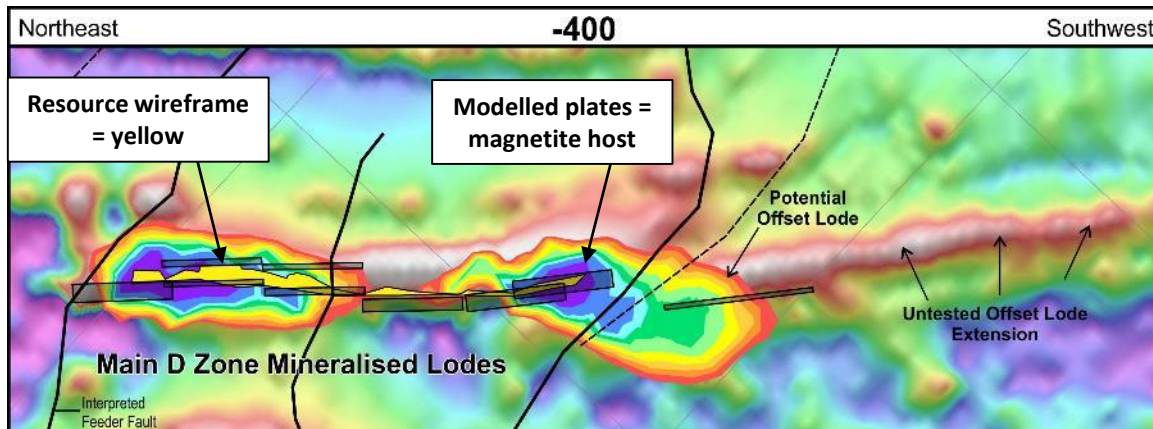 Northeast
-400
Southwest
Resource wireframe
= yellow
Modelled plates =
magnetite host
Potential
Offset Lode
Untested Offset Lode
Extension
Main D Zone Mineralised Lodes
Interpreted
Feeder Fault